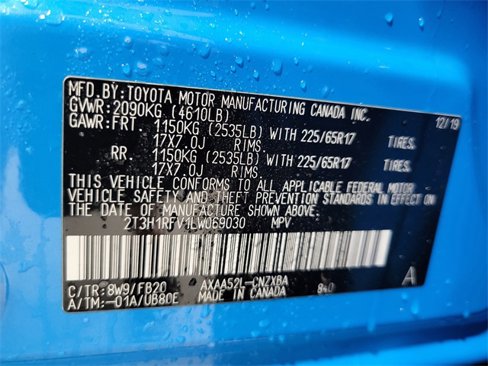 MFD.BY:TOYOTA MOTOR MANUFACTURING CANADA INC.
GVWR: 2090KG (4610LB) 12/19
GAWR:FRT. 1150KG (2535LB) WITH 225/65R17 TIRES.
17X7.0J RIMS.
RR. 1150KG (2535LB) WITH 225/65R17 TIRES.
17X7.0J RIMS.
THIS VEHICLE CONFORMS TO ALL APPLICABLE FEDERAL MOTOR
VEHICLE SAFETY AND THEFT PREVENTION STANDARDS IN EFFECT ON
THE DATE OF MANUFACTURE SHOWN ABOVE.
2T3H1RFV1LW069030 MPV
C/TR:8W9/FB20 AXAA52L-CNZXBA 840 A
A/TM:-01A/UB80E MADE IN CANADA